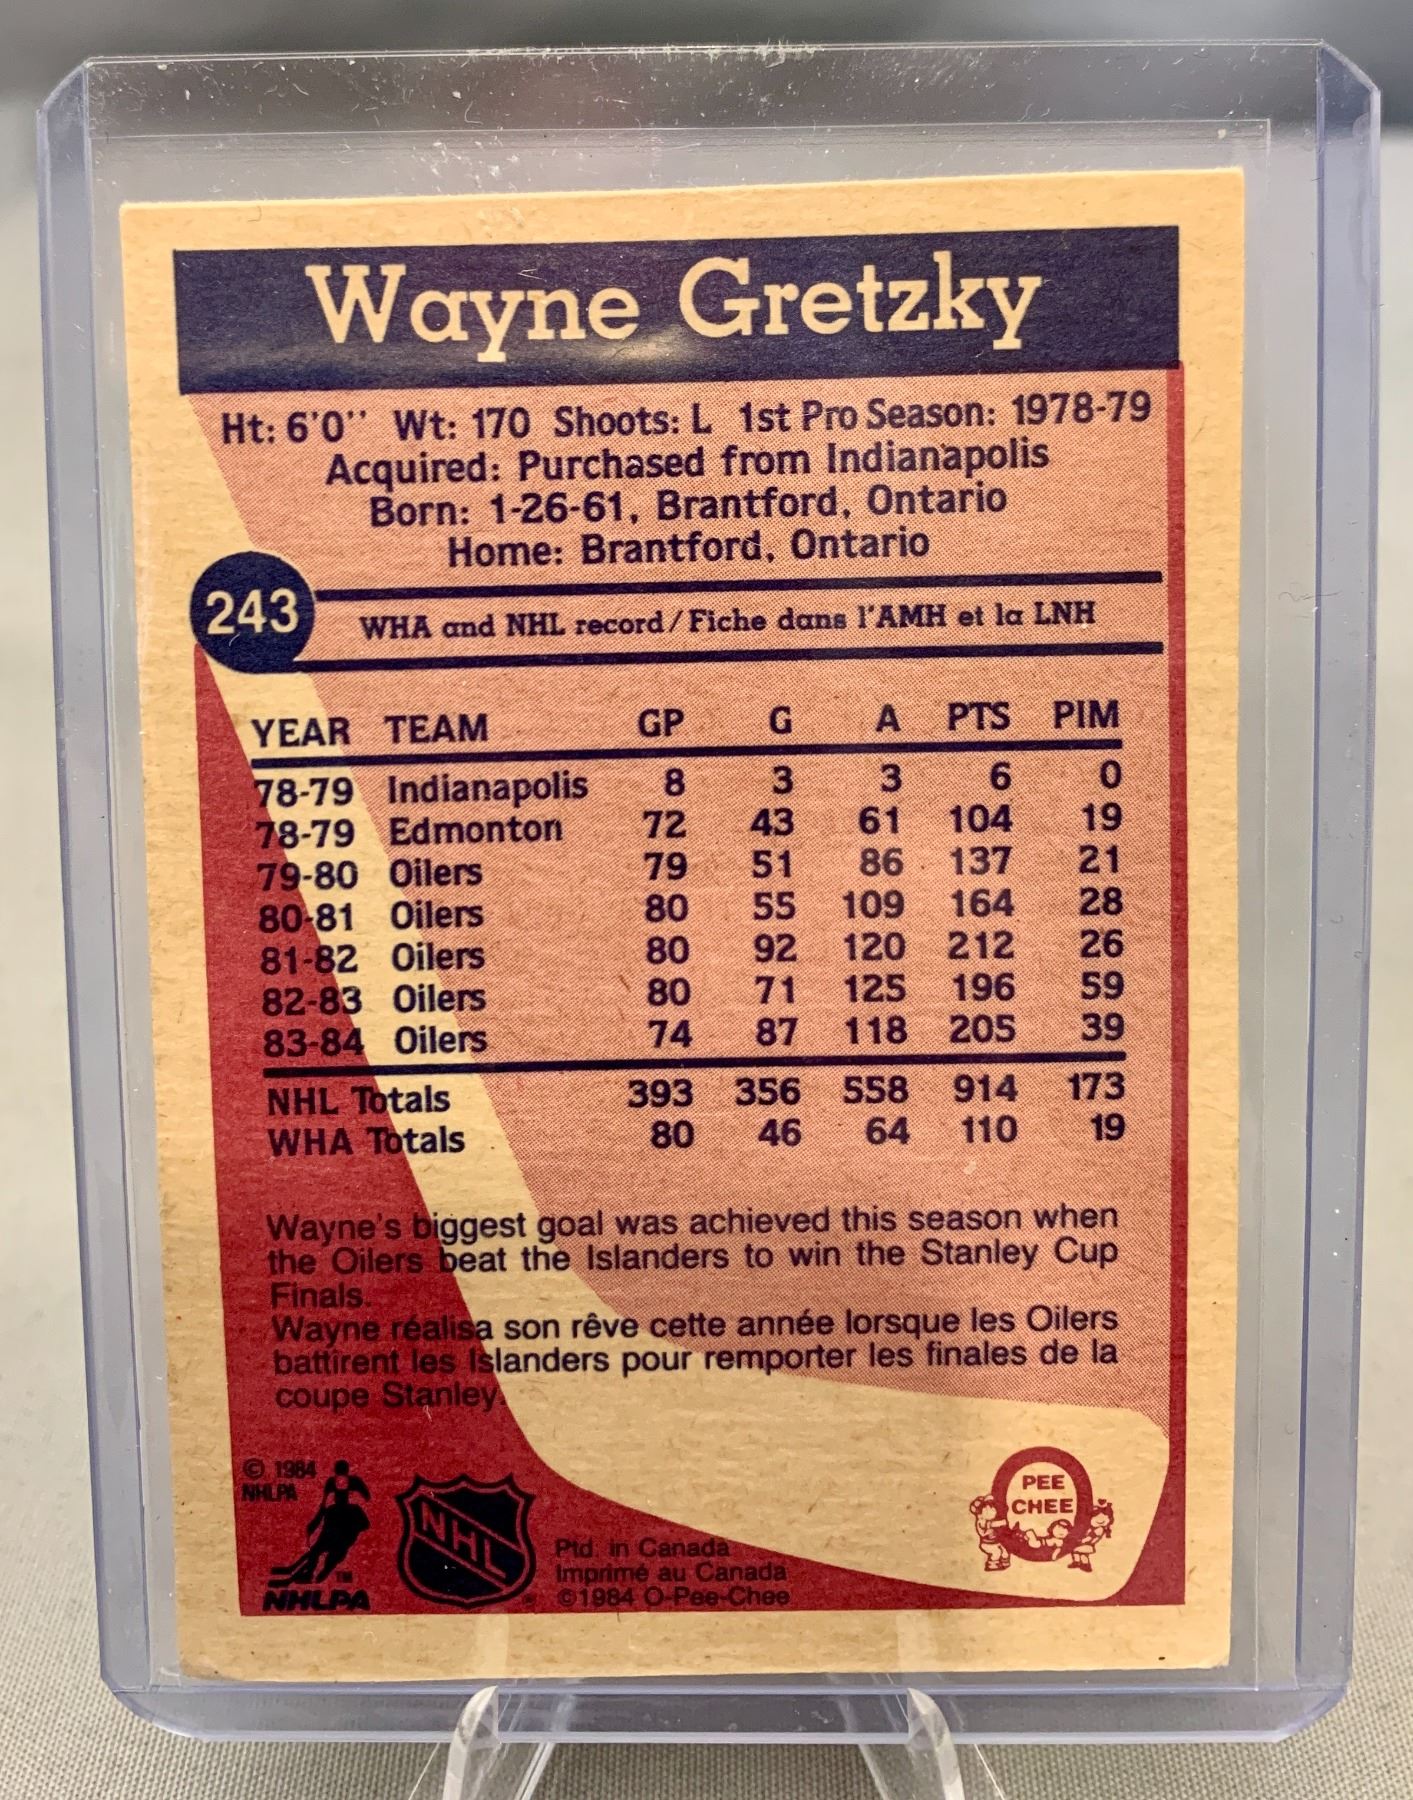 Wayne Gretzky
Ht: 6'0'' Wt: 170 Shoots: L 1st Pro Season: 1978-79
Acquired: Purchased from Indianapolis
Born: 1-26-61, Brantford, Ontario
Home: Brantford, Ontario
243
WHA and NHL record/Fiche dans l'AMH et la LNH
YEAR TEAM GP G A PTS PIM
78-79 Indianapolis 8 3 3 6 0
78-79 Edmonton 72 43 61 104 19
79-80 Oilers 79 51 86 137 21
80-81 Oilers 80 55 109 164 28
81-82 Oilers 80 92 120 212 26
82-83 Oilers 80 71 125 196 59
83-84 Oilers 74 87 118 205 39
NHL Totals 393 356 558 914 173
WHA Totals 80 46 64 110 19
Wayne's biggest goal was achieved this season when
the Oilers beat the Islanders to win the Stanley Cup
Finals.
Wayne réalisa son rêve cette année lorsque les Oilers
battirent les Islanders pour remporter les finales de la
coupe Stanley.
© 1984
NHLPA
TM
NHLPA
NHL
®
Ptd. in Canada
Imprimé au Canada
©1984 O-Pee-Chee
PEE
CHEE